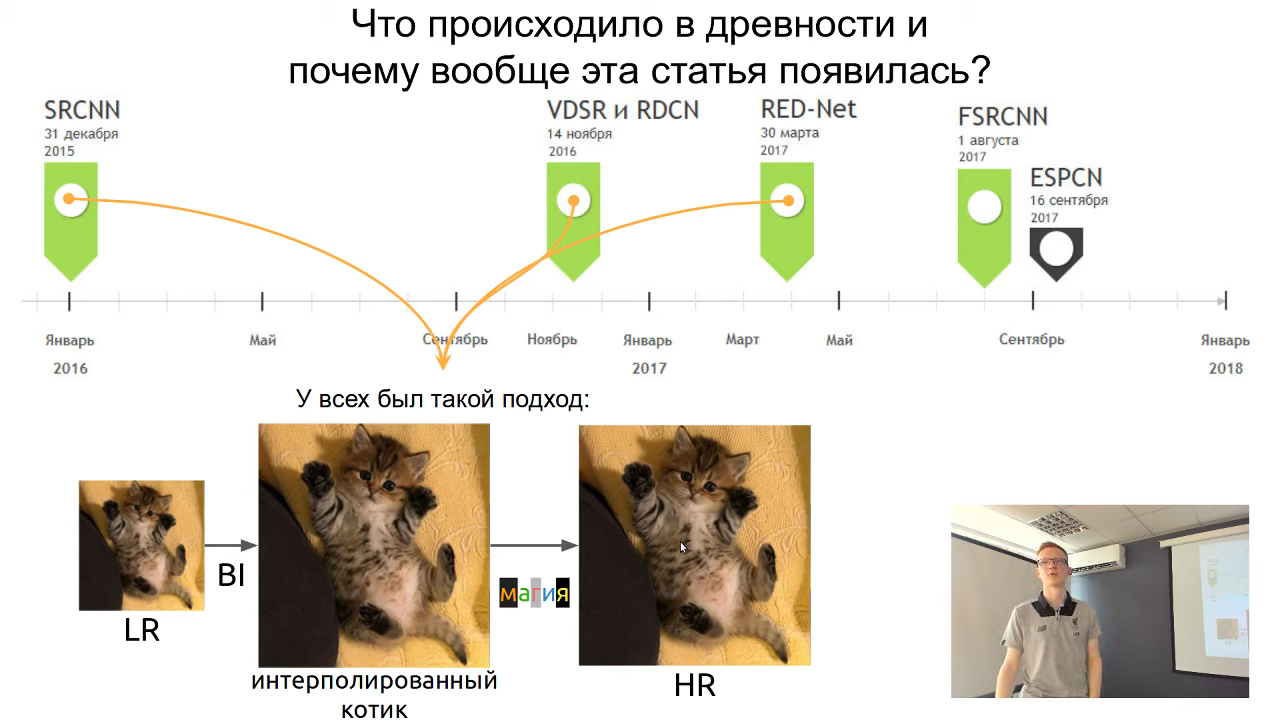 Что происходило в древности и
почему вообще эта статья появилась?
SRCNN
31 декабря
2015
VDSR и RDCN
14 ноября
2016
RED-Net
30 марта
2017
FSRCNN
1 августа
2017
ESPCN
16 сентября
2017
Январь
Май
Сентябрь
Ноябрь
Январь
Март
Май
Сентябрь
Январь
2016
2017
2018
У всех был такой подход:
BI
магия
LR
интерполированный
котик
HR